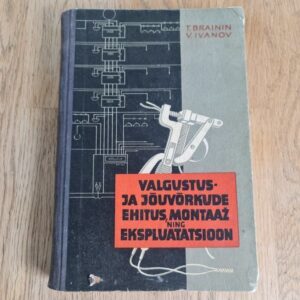 T. BRAININ
V. IVANOV
VALGUSTUS-
JA JÕUVÕRKUDE
EHITUS, MONTAAŽ
NING
EKSPLUATATSIOON